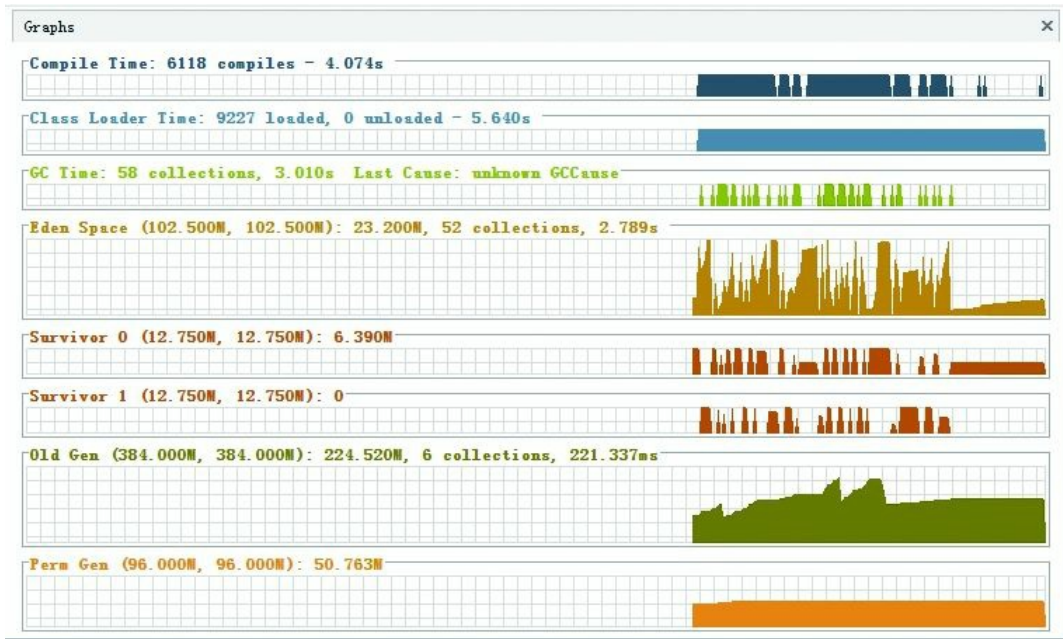 Graphs
Compile Time: 6118 compiles - 4.074s
Class Loader Time: 9227 loaded, 0 unloaded - 5.640s
GC Time: 58 collections, 3.010s Last Cause: unknown GCCause
Eden Space (102.500M, 102.500M): 23.200M, 52 collections, 2.789s
Survivor 0 (12.750M, 12.750M): 6.390M
Survivor 1 (12.750M, 12.750M): 0
Old Gen (384.000M, 384.000M): 224.520M, 6 collections, 221.337ms
Perm Gen (96.000M, 96.000M): 50.763M